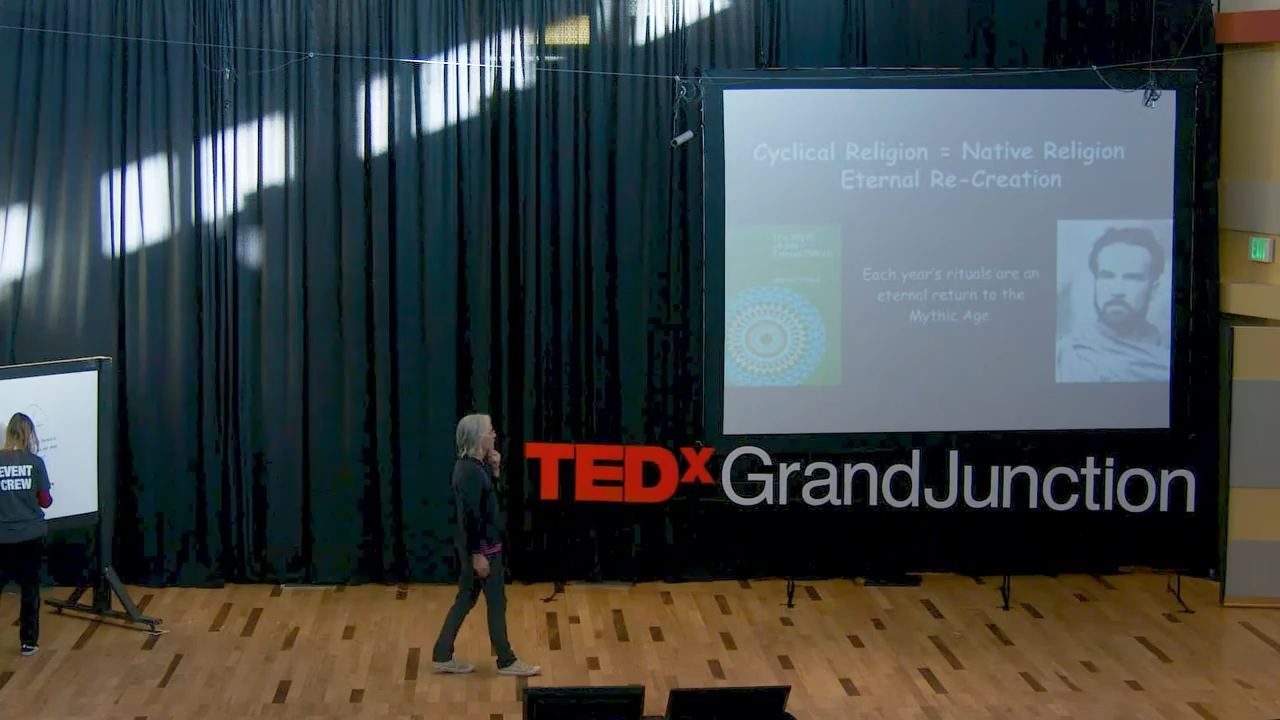 Cyclical Religion = Native Religion
Eternal Re-Creation
Each year's rituals are an
eternal return to the
Mythic Age.
EXIT
EVENT
CREW
TEDxGrandJunction